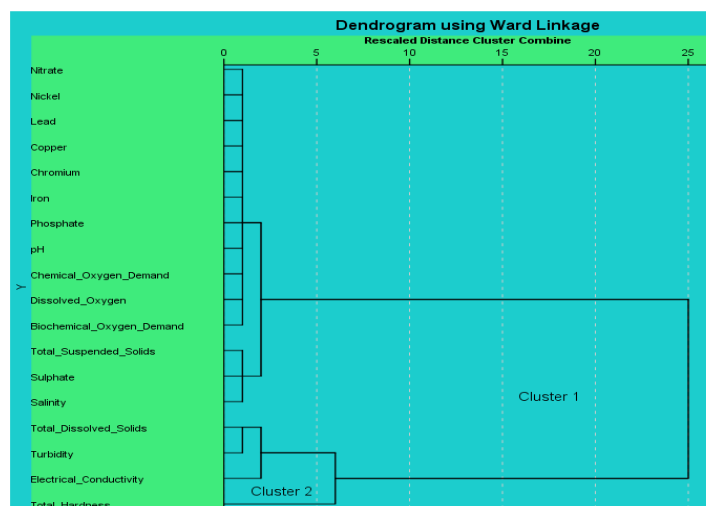 Dendrogram using Ward Linkage
Rescaled Distance Cluster Combine
0 5 10 15 20 25
Nitrate
Nickel
Lead
Copper
Chromium
Iron
Phosphate
pH
Chemical_Oxygen_Demand
Dissolved_Oxygen
Biochemical_Oxygen_Demand
Total_Suspended_Solids
Sulphate
Salinity
Total_Dissolved_Solids
Turbidity
Electrical_Conductivity
Total_Hardness
Y
Cluster 1
Cluster 2